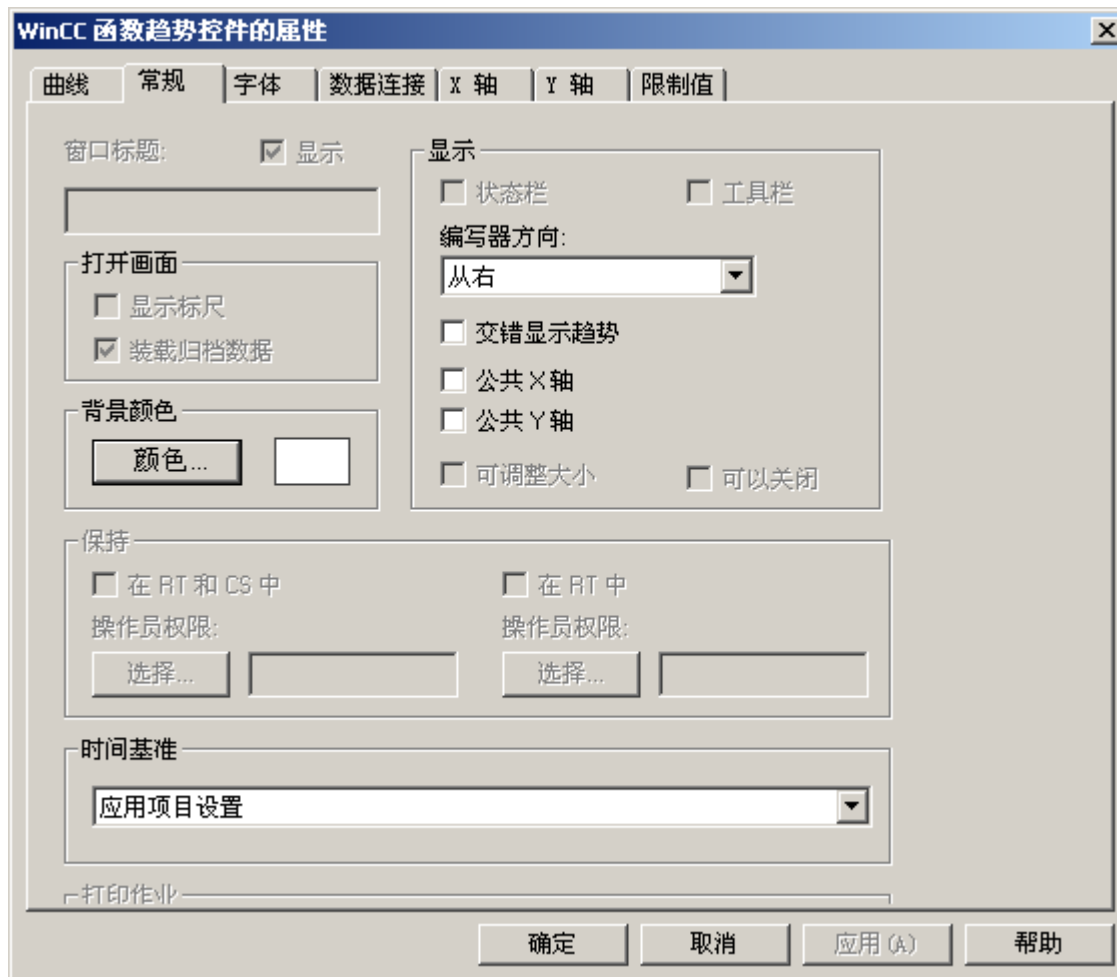 WinCC 函数趋势控件的属性
曲线 常规 字体 数据连接 X 轴 Y 轴 限制值
窗口标题: 显示
显示
状态栏 工具栏
编写器方向:
从右
交错显示趋势
公共 X 轴
公共 Y 轴
可调整大小 可以关闭
打开画面
显示标尺
装载归档数据
背景颜色
颜色...
保持
在 RT 和 CS 中 在 RT 中
操作员权限: 操作员权限:
选择... 选择...
时间基准
应用项目设置
打印作业
确定 取消 应用(A) 帮助